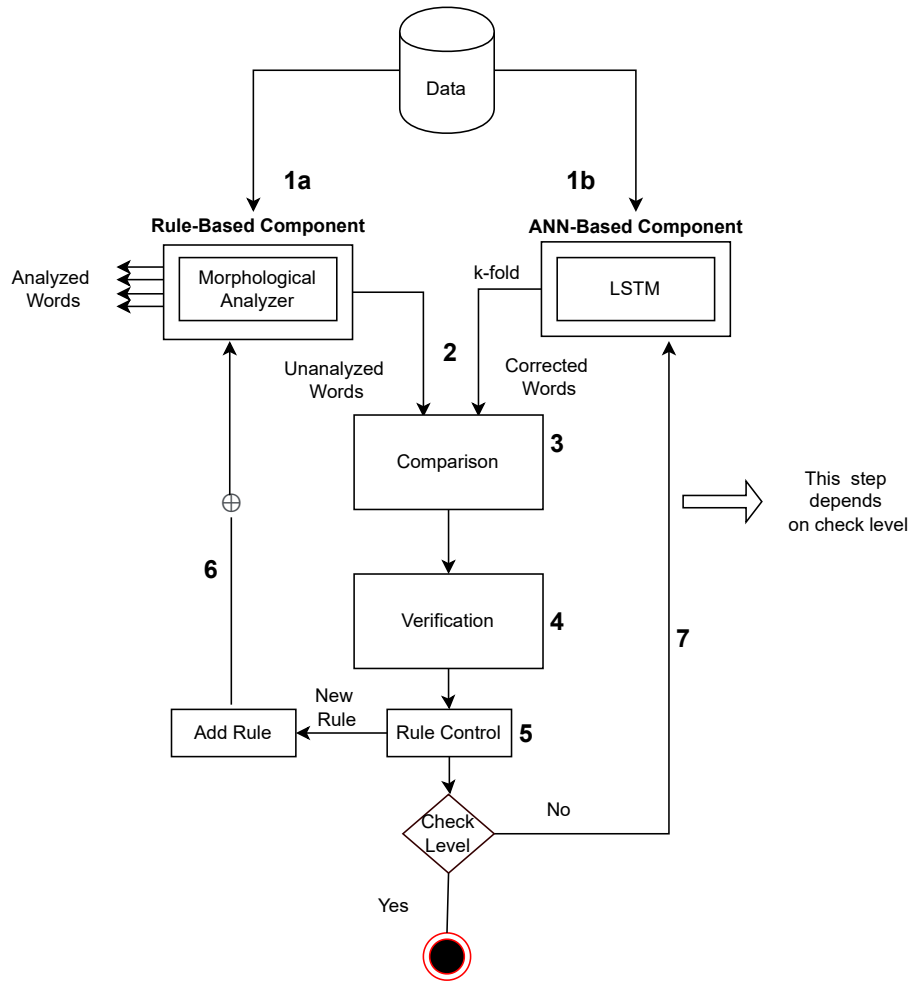 Data
1a
1b
Rule-Based Component
ANN-Based Component
Analyzed
Words
Morphological
Analyzer
k-fold
LSTM
Unanalyzed
Words
2
Corrected
Words
Comparison
3
This step
depends
on check level
6
Verification
4
7
New
Rule
Add Rule
Rule Control
5
Check
Level
No
Yes